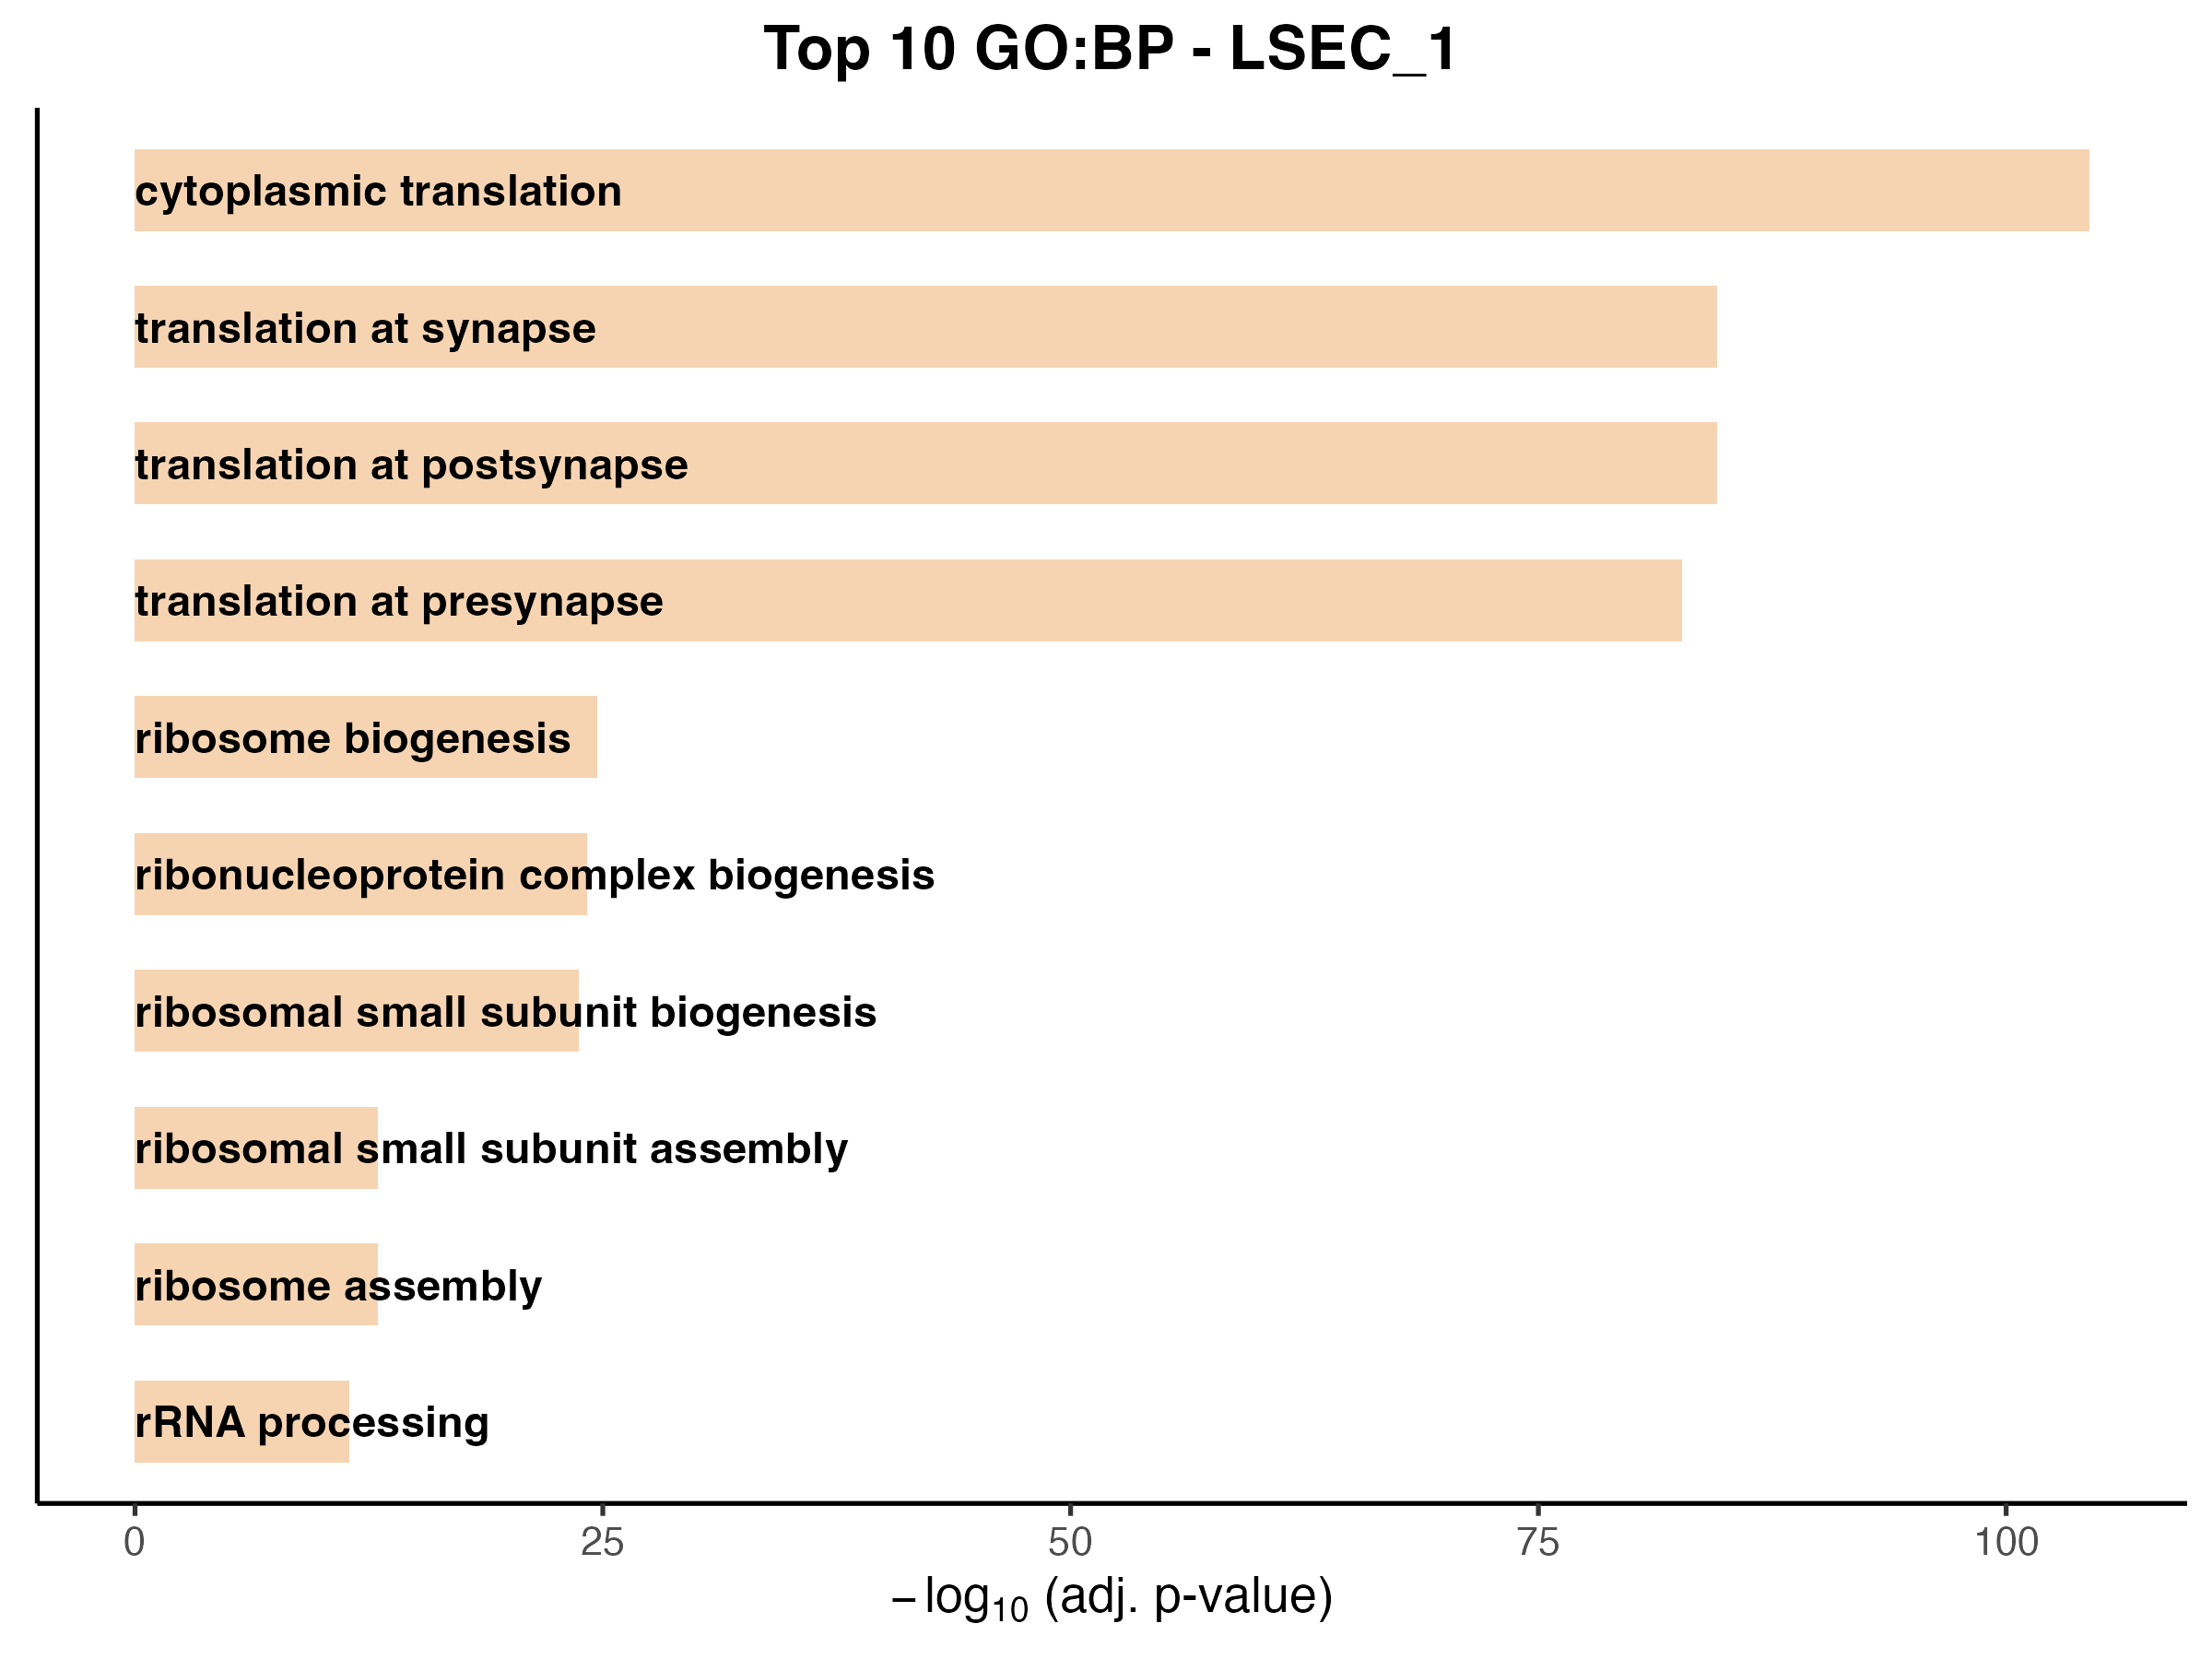 Top 10 GO:BP - LSEC_1
cytoplasmic translation
translation at synapse
translation at postsynapse
translation at presynapse
ribosome biogenesis
ribonucleoprotein complex biogenesis
ribosomal small subunit biogenesis
ribosomal small subunit assembly
ribosome assembly
rRNA processing
0 25 50 75 100
−log₁₀ (adj. p-value)